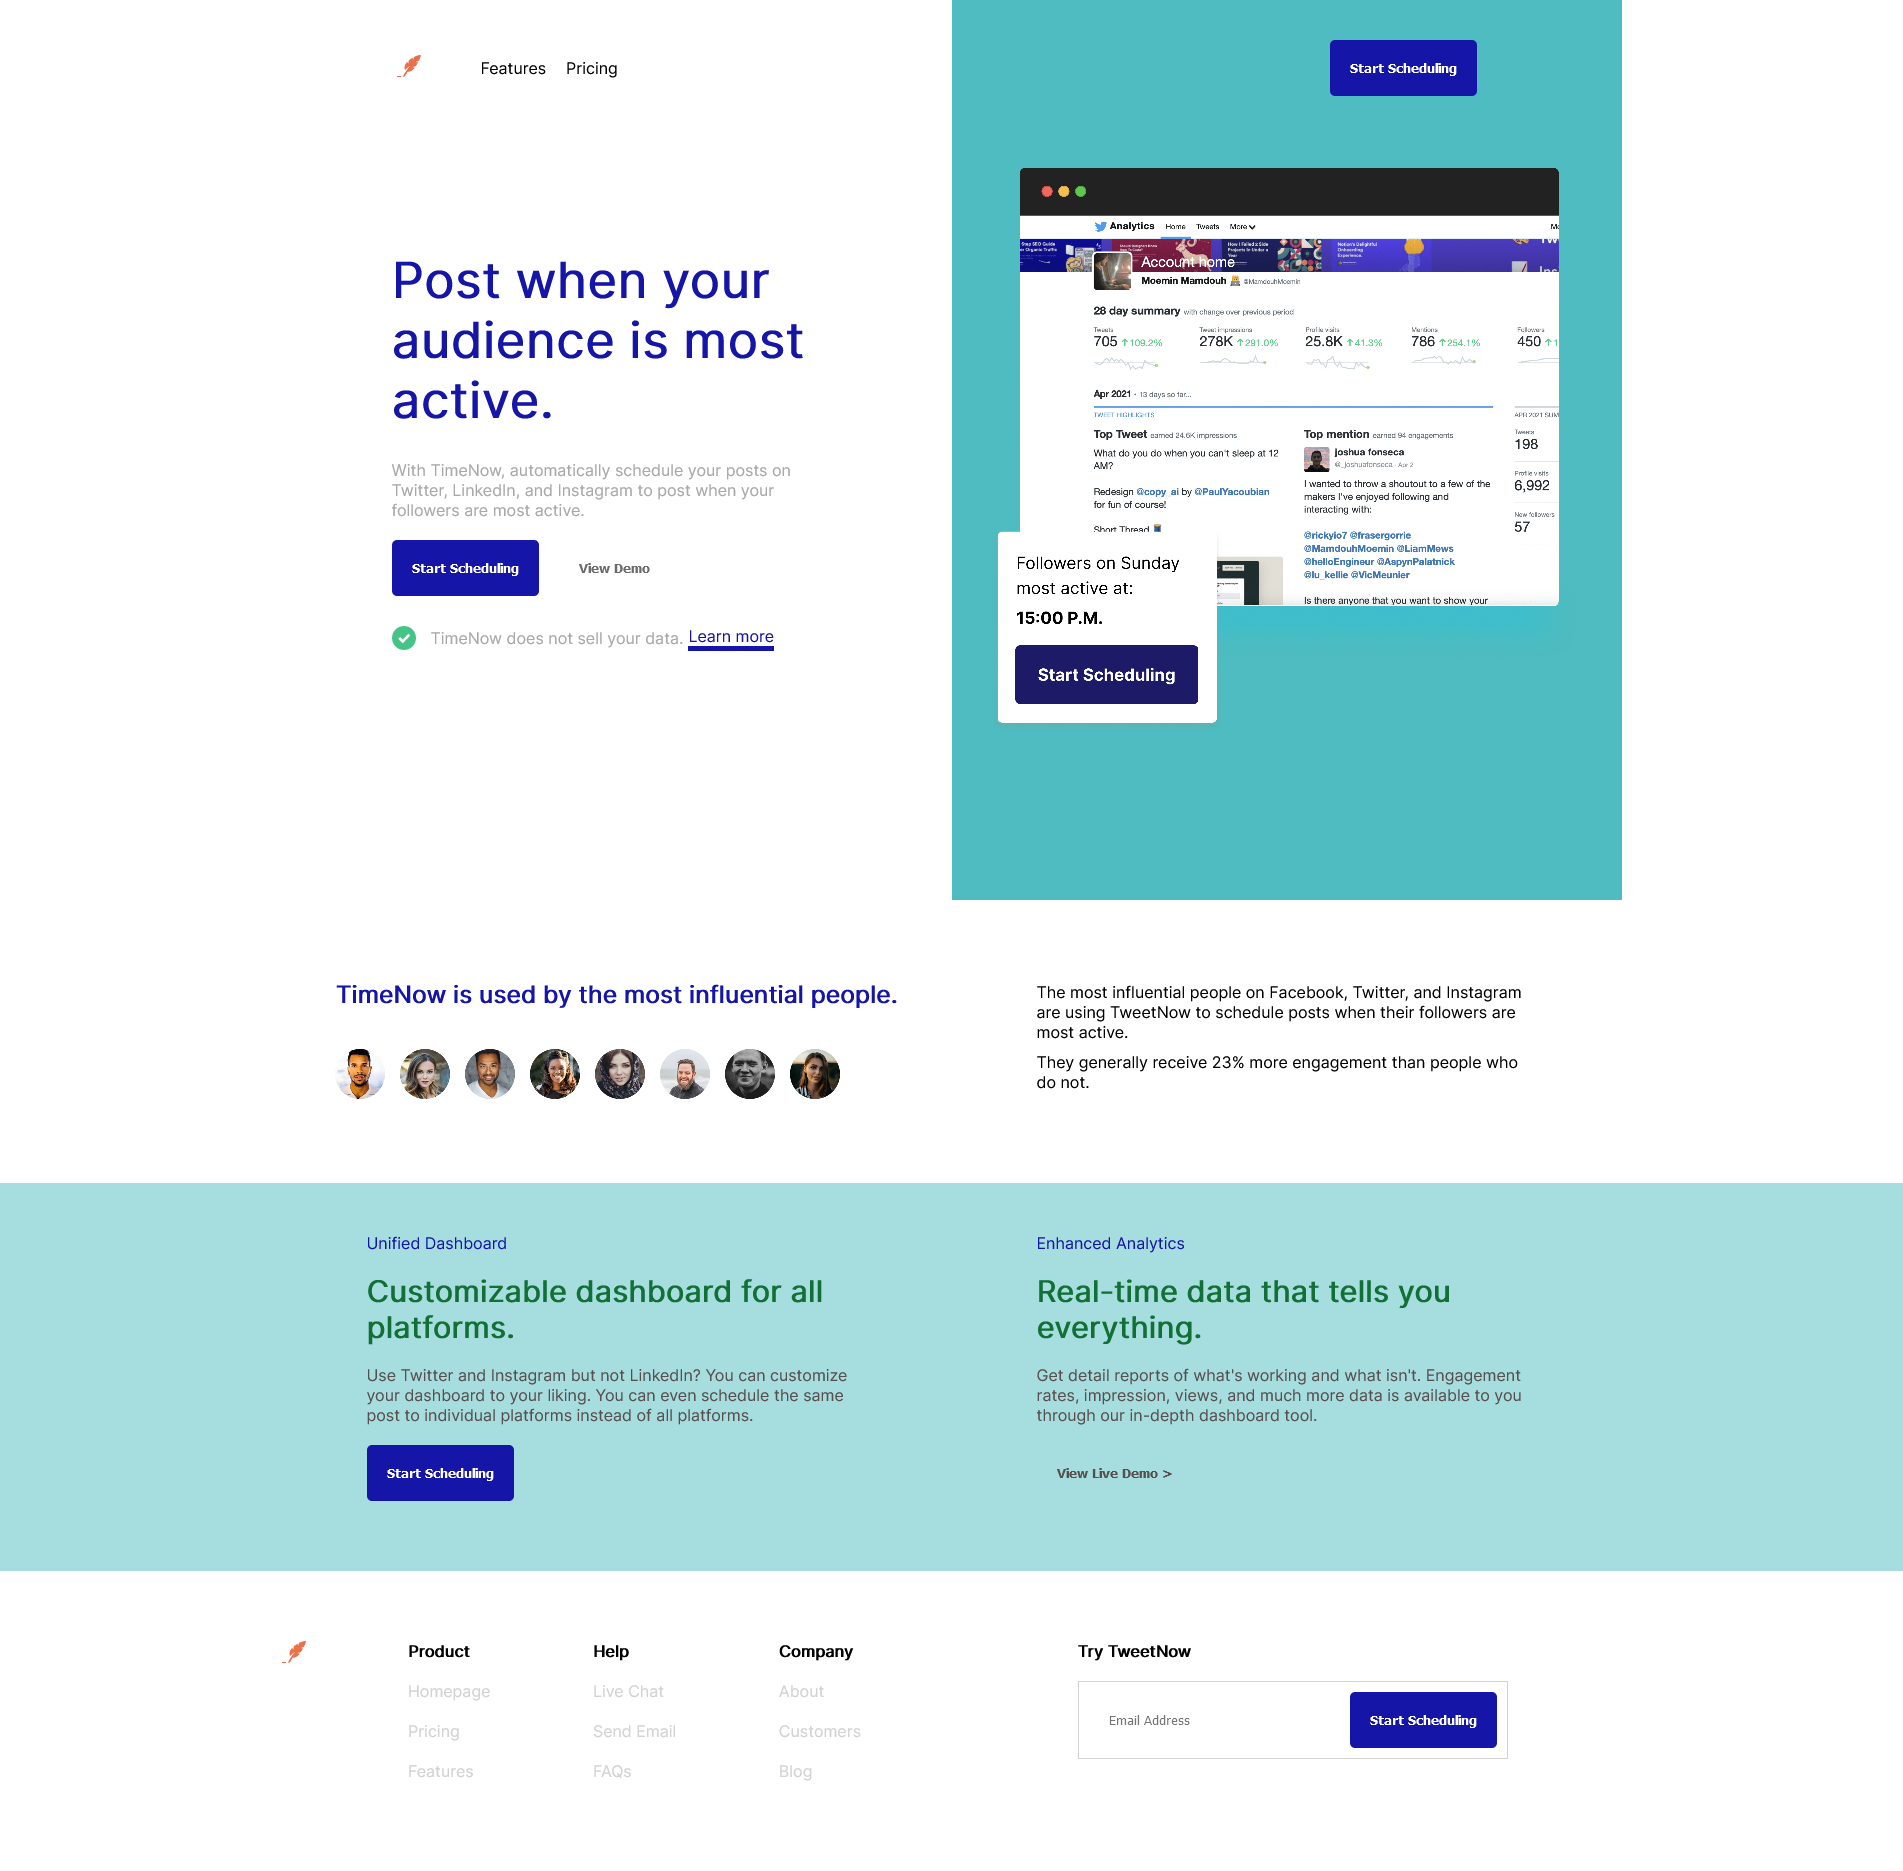 Features Pricing
Start Scheduling
Post when your
audience is most
active.
With TimeNow, automatically schedule your posts on
Twitter, LinkedIn, and Instagram to post when your
followers are most active.
Start Scheduling
View Demo
TimeNow does not sell your data. Learn more
Analytics Home Tweets More
Account home
Moemin Mamdouh @MamdouhMoemin
28 day summary with change over previous period
Tweets Tweet impressions Profile visits Mentions Followers
705 ↑109.2% 278K ↑291.0% 25.8K ↑41.3% 786 ↑254.1% 450 ↑1
Apr 2021 • 13 days so far...
TWEET HIGHLIGHTS
Top Tweet earned 24.6K impressions
What do you do when you can't sleep at 12
AM?
Redesign @copy_ai by @PaulYacoubian
for fun of course!
Short Thread
Top mention earned 94 engagements
joshua fonseca
@_joshuafonseca · Apr 2
I wanted to throw a shoutout to a few of the
makers I've enjoyed following and
interacting with:
@rickyio7 @frasergorrie
@MamdouhMoemin @LiamMews
@helloEngineur @AspynPalatnick
@lu_kellie @VicMeunier
Is there anyone that you want to show your
APR 2021 SUM
Tweets
198
Profile visits
6,992
New followers
57
Followers on Sunday
most active at:
15:00 P.M.
Start Scheduling
TimeNow is used by the most influential people.
The most influential people on Facebook, Twitter, and Instagram
are using TweetNow to schedule posts when their followers are
most active.
They generally receive 23% more engagement than people who
do not.
Unified Dashboard
Customizable dashboard for all
platforms.
Use Twitter and Instagram but not LinkedIn? You can customize
your dashboard to your liking. You can even schedule the same
post to individual platforms instead of all platforms.
Start Scheduling
Enhanced Analytics
Real-time data that tells you
everything.
Get detail reports of what's working and what isn't. Engagement
rates, impression, views, and much more data is available to you
through our in-depth dashboard tool.
View Live Demo >
Product
Homepage
Pricing
Features
Help
Live Chat
Send Email
FAQs
Company
About
Customers
Blog
Try TweetNow
Email Address
Start Scheduling